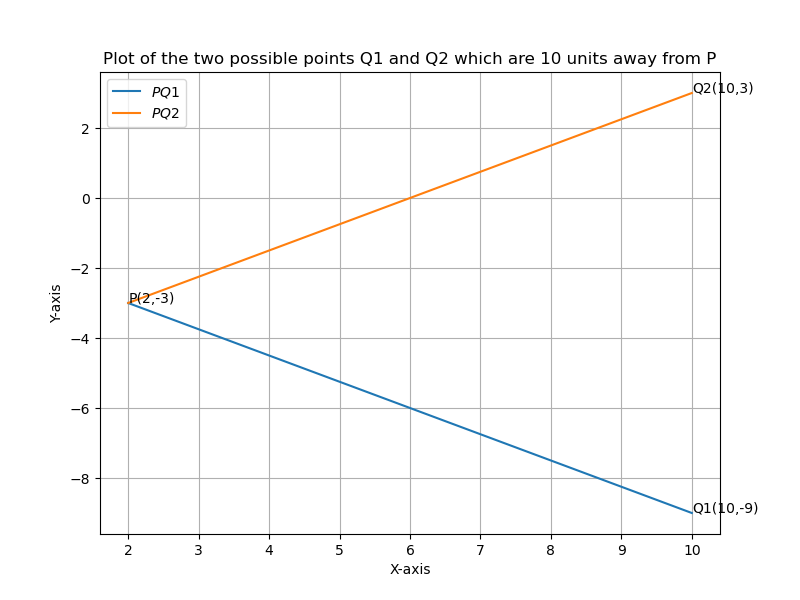 Plot of the two possible points Q1 and Q2 which are 10 units away from P
PQ1
PQ2
Q2(10,3)
P(2,-3)
Q1(10,-9)
2
0
−2
−4
−6
−8
Y-axis
2 3 4 5 6 7 8 9 10
X-axis